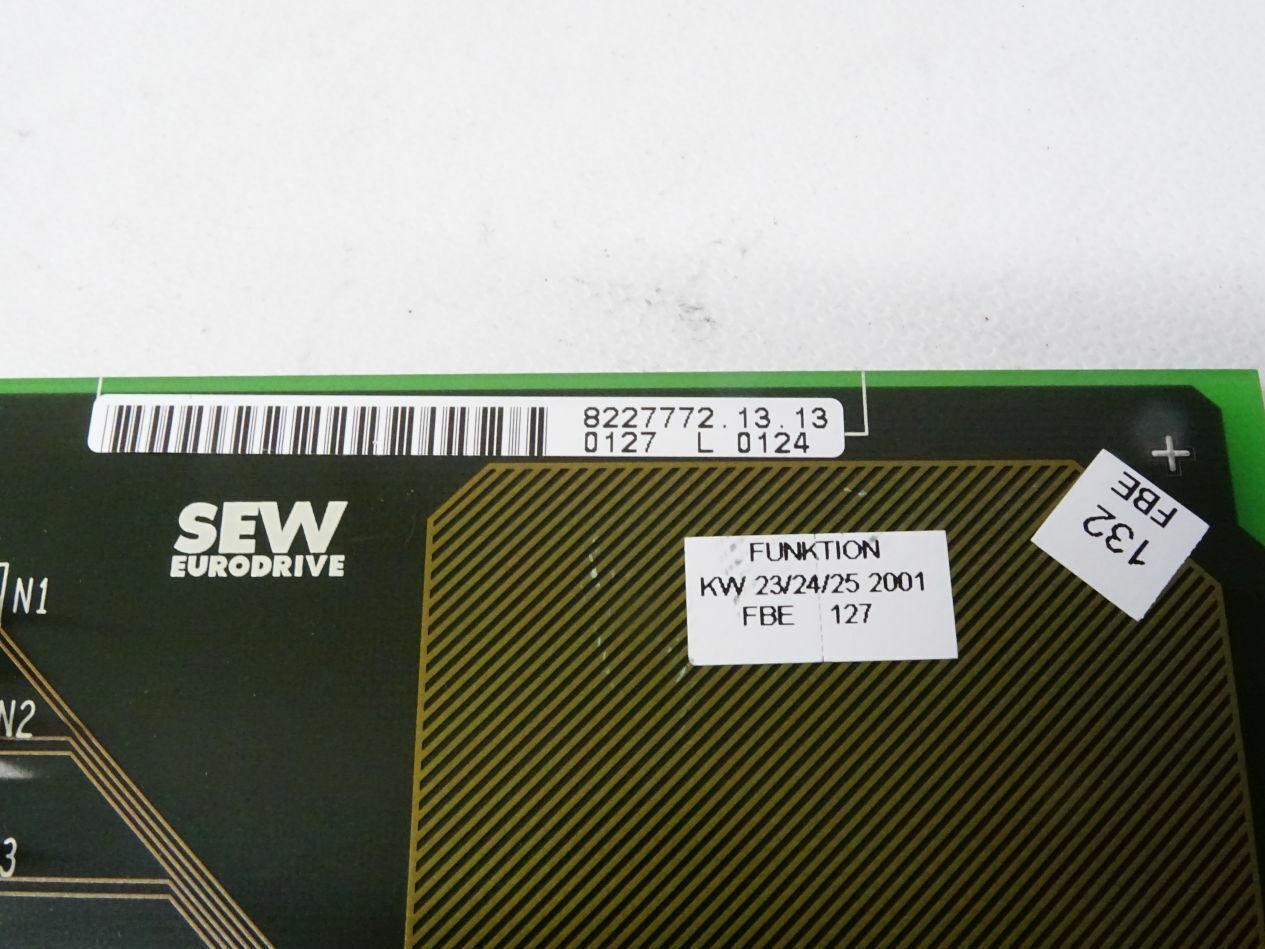 8227772.13.13
0127 L 0124
SEW
EURODRIVE
FUNKTION
KW 23/24/25 2001
FBE 127
132
FBE
N1
N2
3